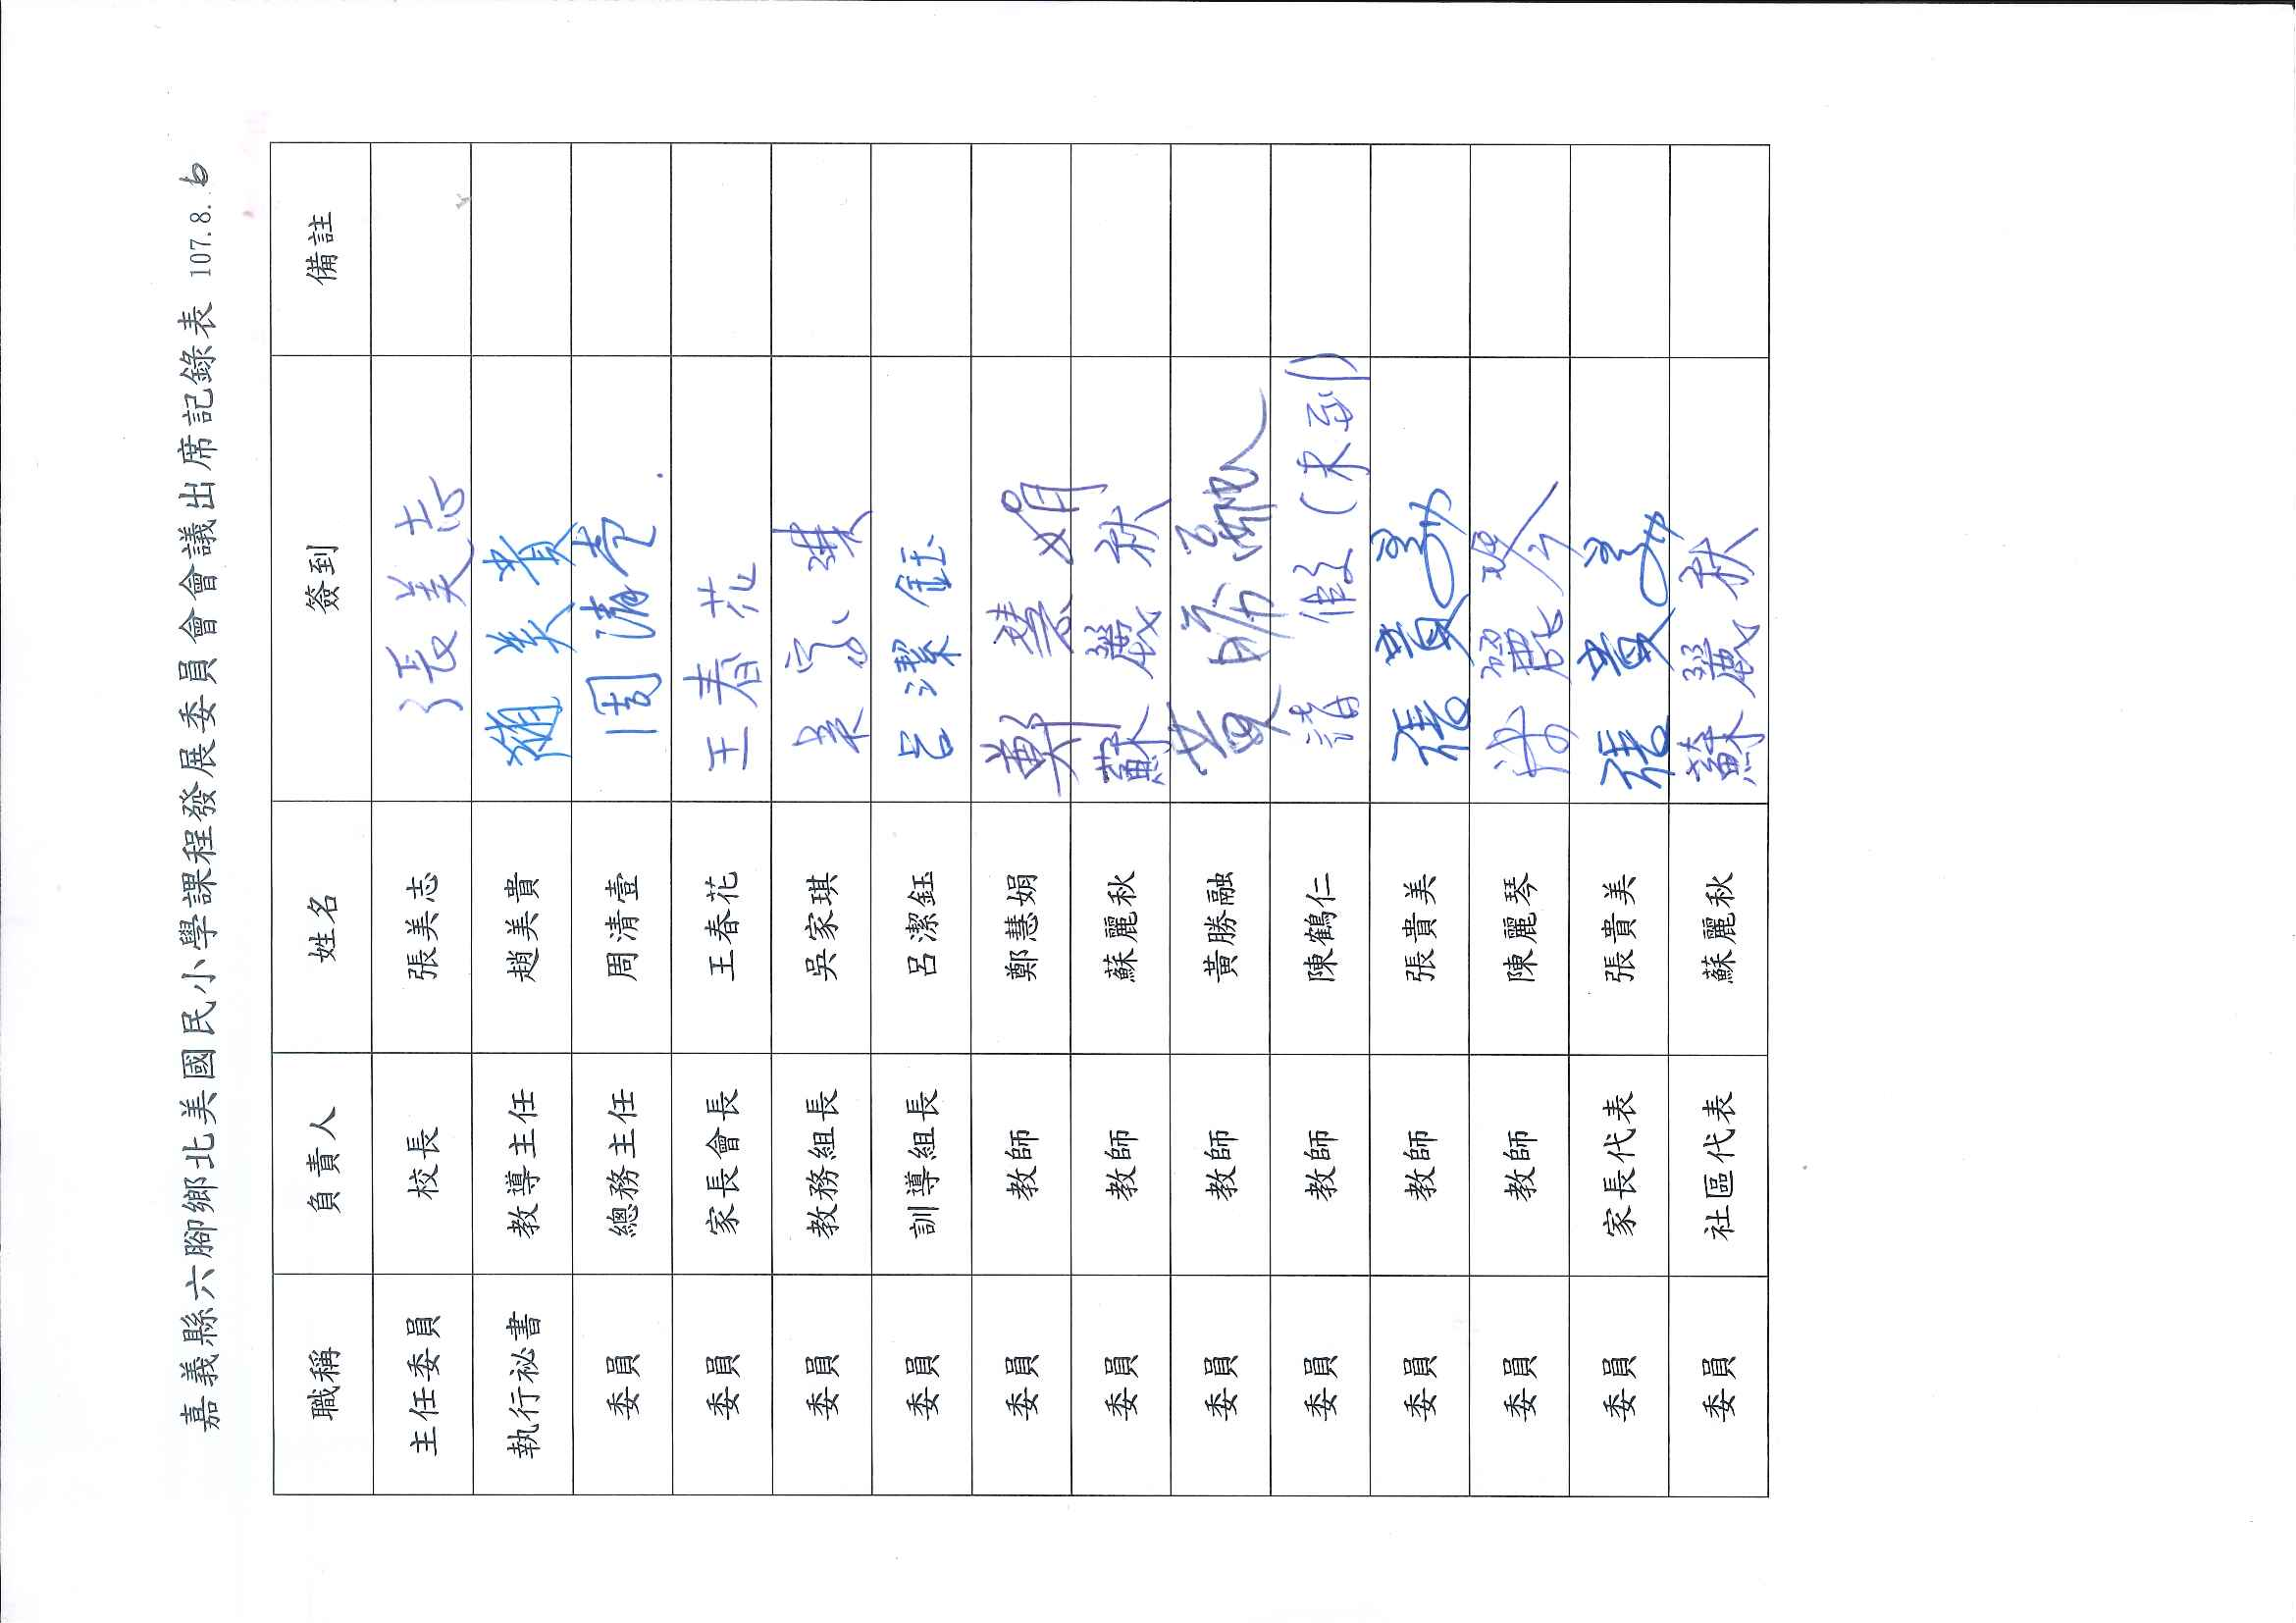 嘉義縣六腳鄉北美國民小學課程發展委員會會議出席記錄表 107.8.6
職稱 負責人 姓名 簽到 備註
主任委員 校長 張美志 張美志
執行祕書 教導主任 趙美貴 趙美貴
委員 總務主任 周清壹 周清壹
委員 家長會長 王春花 王春花
委員 教務組長 吳家琪 吳家琪
委員 訓導組長 呂潔鈺 呂潔鈺
委員 教師 鄭慧娟 鄭慧娟
委員 教師 蘇麗秋 蘇麗秋
委員 教師 黃勝融 黃勝融
委員 教師 陳鶴仁 請假(未到)
委員 教師 張貴美 張貴美
委員 教師 陳麗琴 陳麗琴
委員 家長代表 張貴美 張貴美
委員 社區代表 蘇麗秋 蘇麗秋